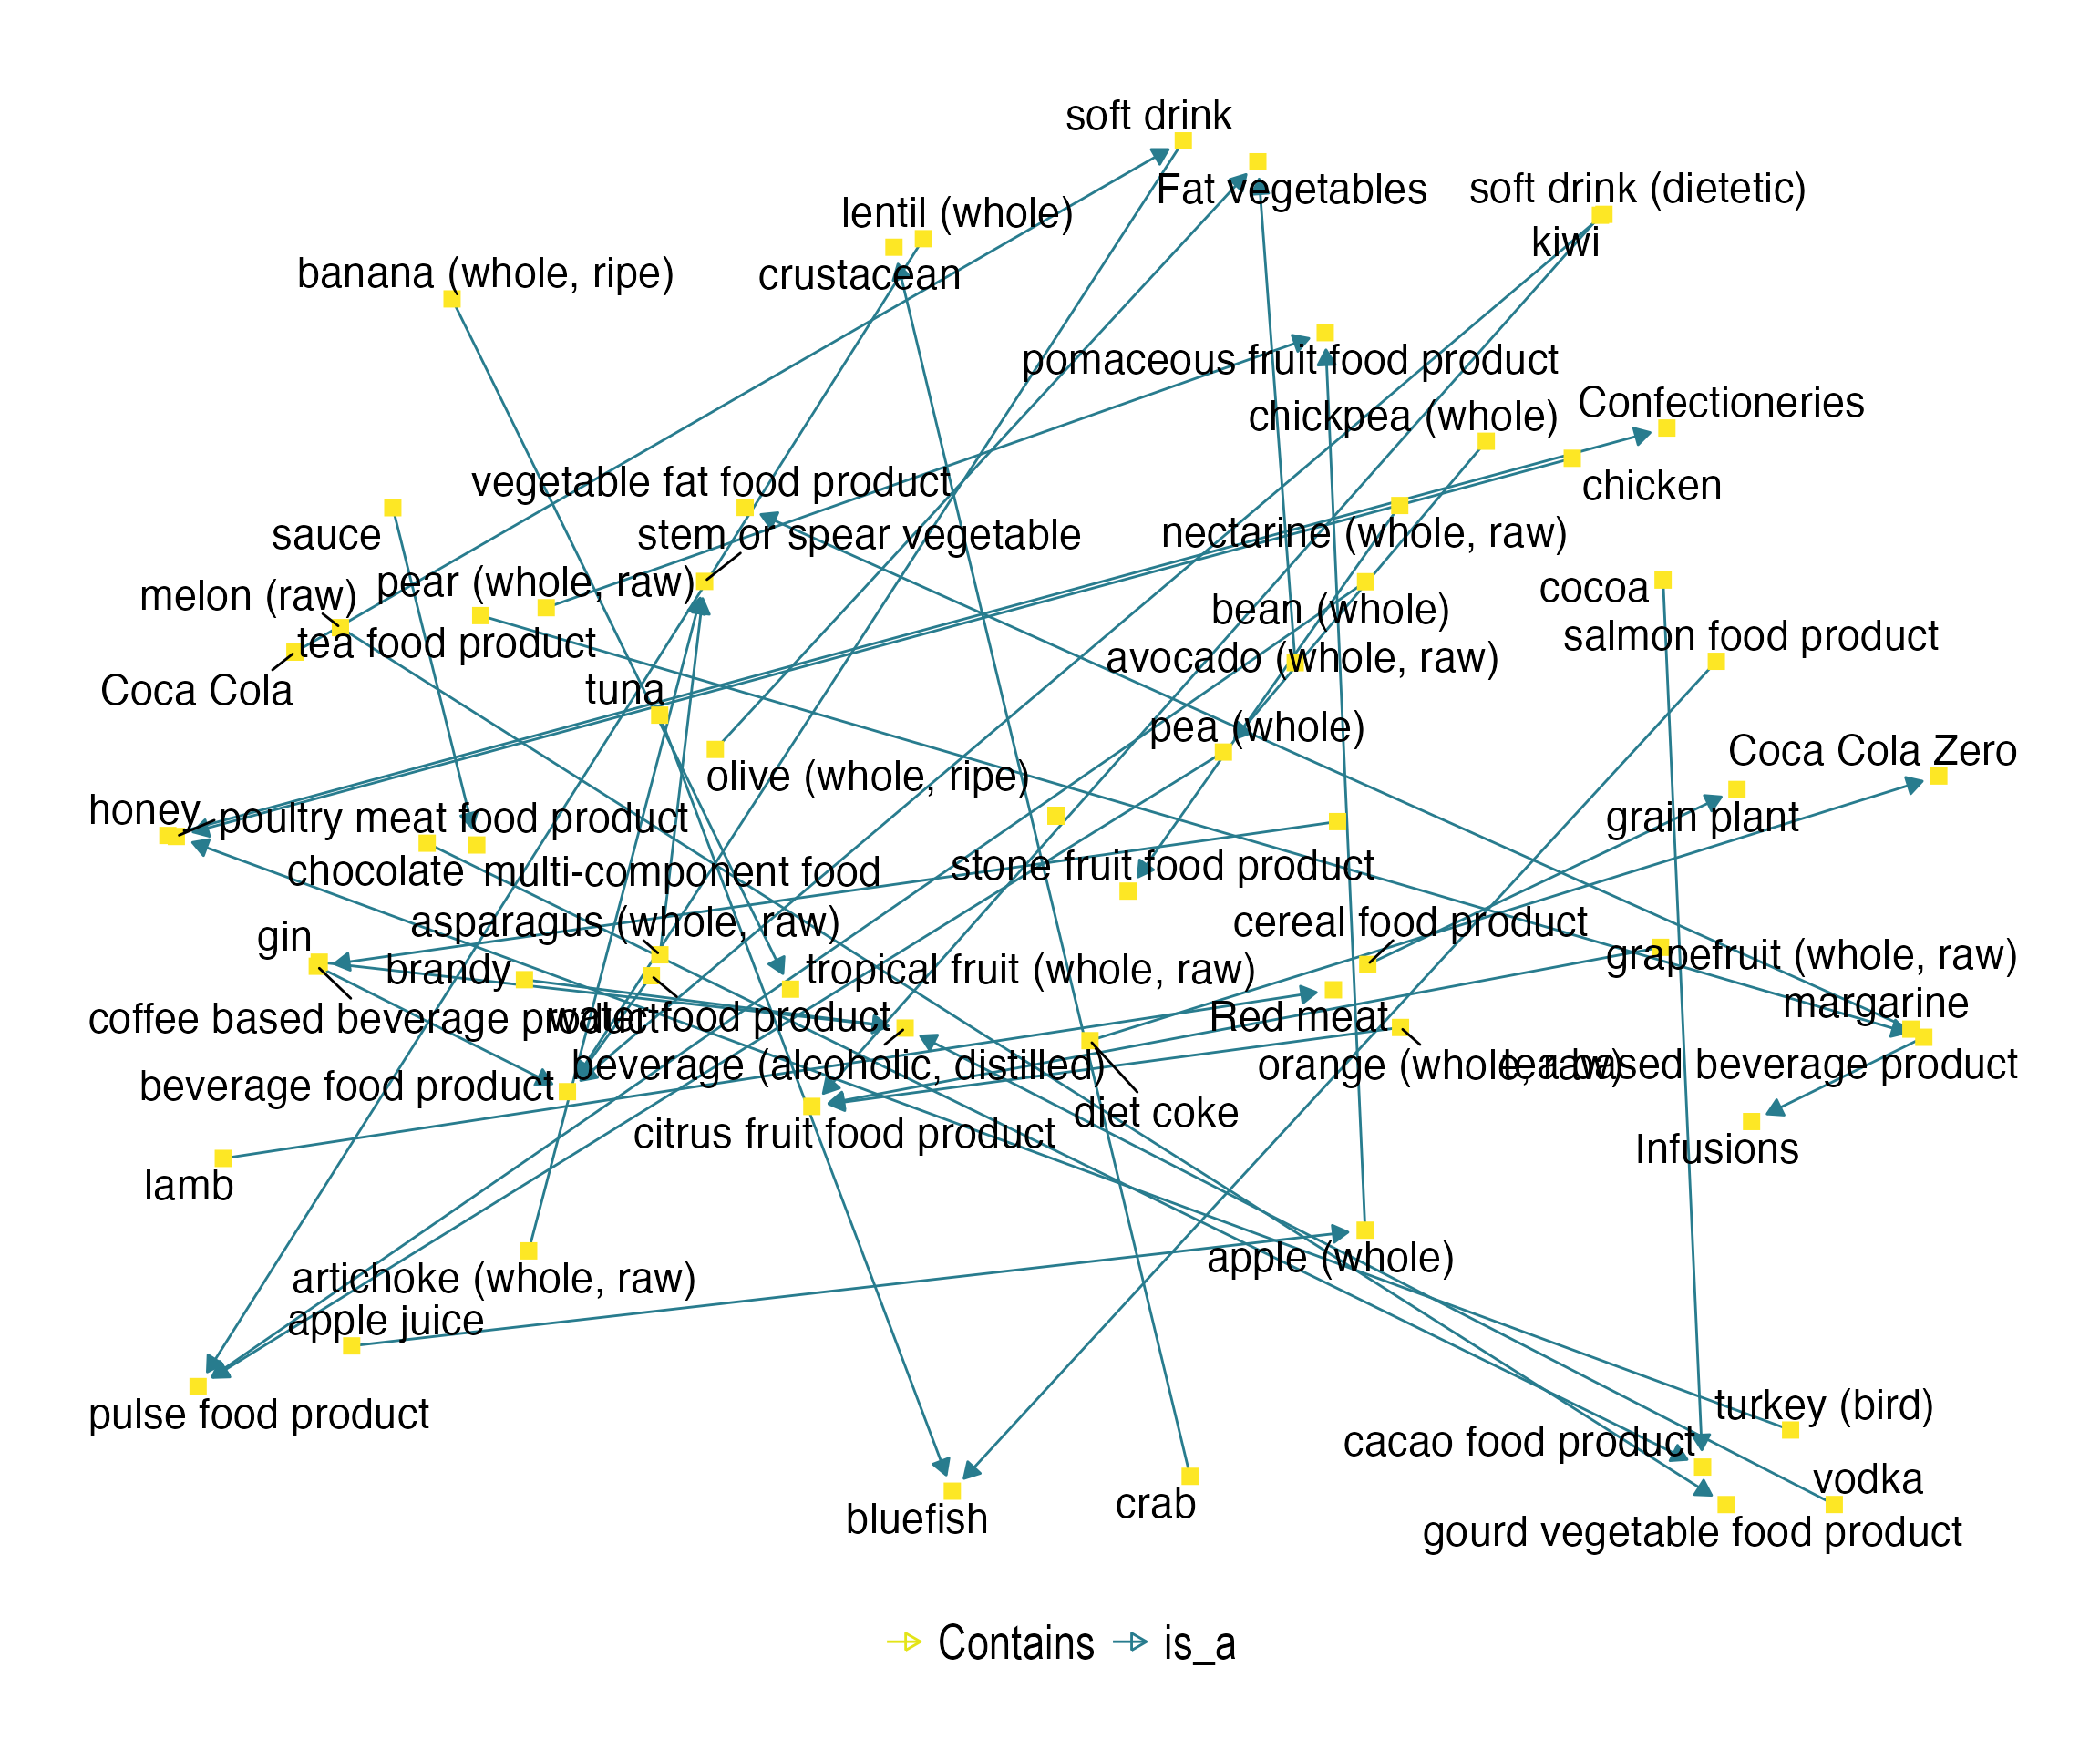 soft drink
Fat vegetables
soft drink (dietetic)
lentil (whole)
kiwi
crustacean
banana (whole, ripe)
pomaceous fruit food product
Confectioneries
chickpea (whole)
vegetable fat food product
chicken
sauce
stem or spear vegetable
nectarine (whole, raw)
pear (whole, raw)
cocoa
melon (raw)
bean (whole)
tea food product
salmon food product
avocado (whole, raw)
Coca Cola
tuna
pea (whole)
Coca Cola Zero
olive (whole, ripe)
honey
poultry meat food product
grain plant
chocolate
multi-component food
stone fruit food product
asparagus (whole, raw)
cereal food product
gin
brandy
tropical fruit (whole, raw)
grapefruit (whole, raw)
coffee based beverage product
water food product
Red meat
margarine
beverage (alcoholic, distilled)
orange (whole, raw)
tea based beverage product
beverage food product
diet coke
citrus fruit food product
Infusions
lamb
apple (whole)
artichoke (whole, raw)
apple juice
pulse food product
turkey (bird)
cacao food product
vodka
bluefish
crab
gourd vegetable food product
Contains
is_a